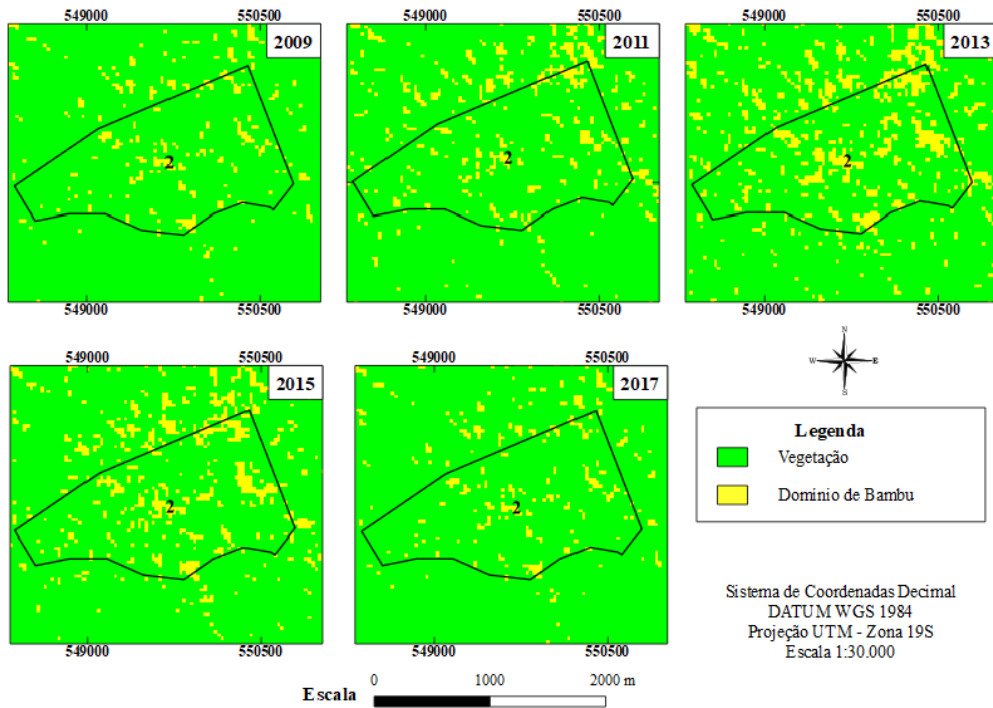 549000 550500 549000 550500 549000 550500
2009 2011 2013
2 2 2
549000 550500 549000 550500 549000 550500
549000 550500 549000 550500
2015 2017
2 2
549000 550500 549000 550500
N
W E
S
Legenda
Vegetação
Domínio de Bambu
Sistema de Coordenadas Decimal
DATUM WGS 1984
Projeção UTM - Zona 19S
Escala 1:30.000
Escala 0 1000 2000 m